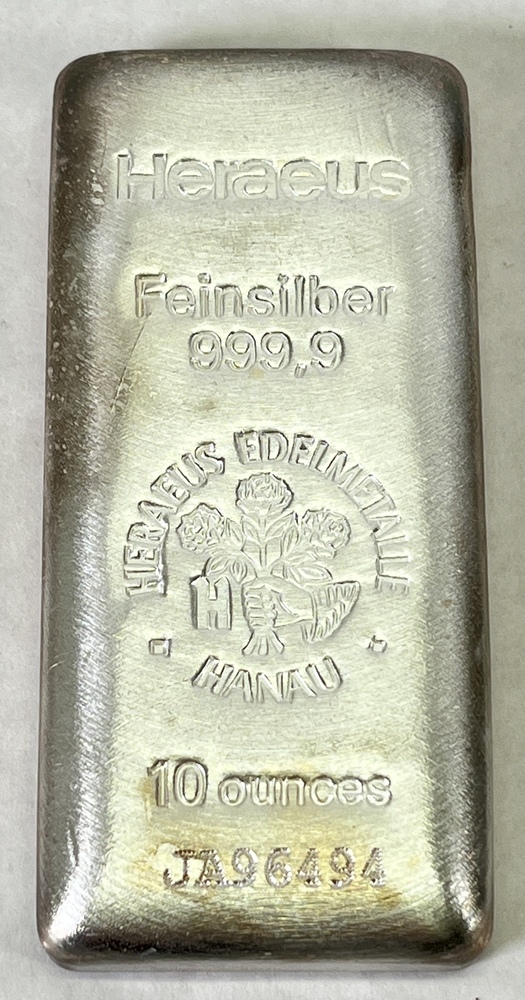 Heraeus
Feinsilber
999,9
HERAEUS EDELMETALLE
H
HANAU
10 ounces
JA96494